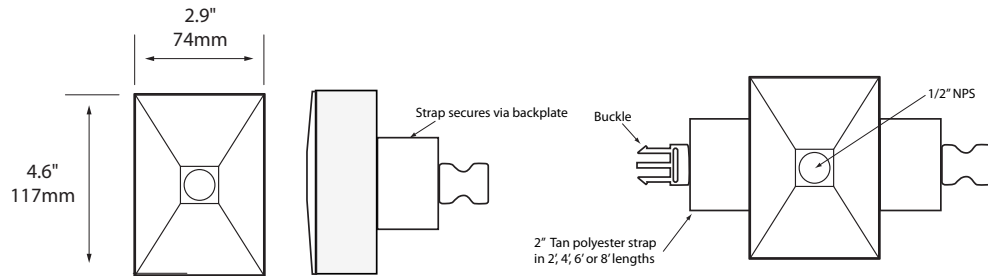 2.9"
74mm
4.6"
117mm
Strap secures via backplate
Buckle
1/2" NPS
2" Tan polyester strap
in 2', 4', 6' or 8' lengths